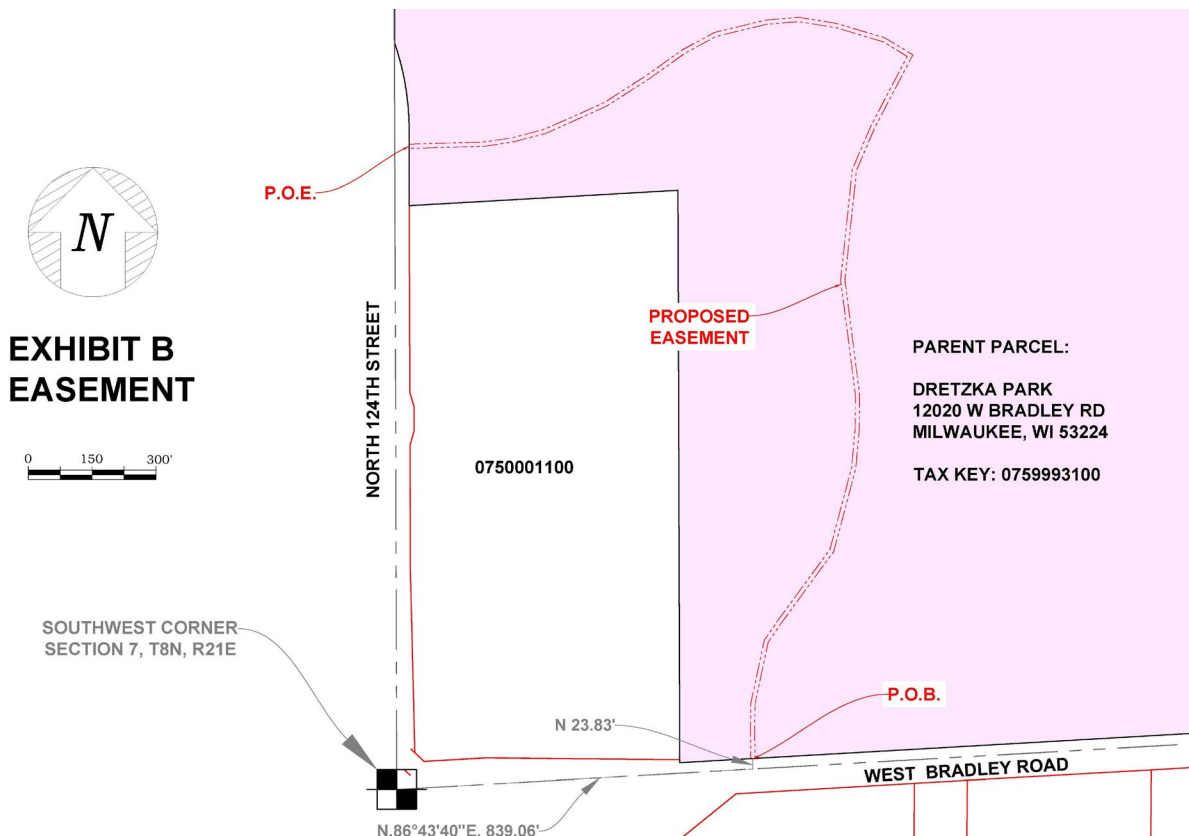 P.O.E.
N
EXHIBIT B
EASEMENT
0 150 300'
NORTH 124TH STREET
PROPOSED
EASEMENT
PARENT PARCEL:
DRETZKA PARK
12020 W BRADLEY RD
MILWAUKEE, WI 53224
TAX KEY: 0759993100
0750001100
SOUTHWEST CORNER
SECTION 7, T8N, R21E
P.O.B.
N 23.83'
WEST BRADLEY ROAD
N.86°43'40"E. 839.06'